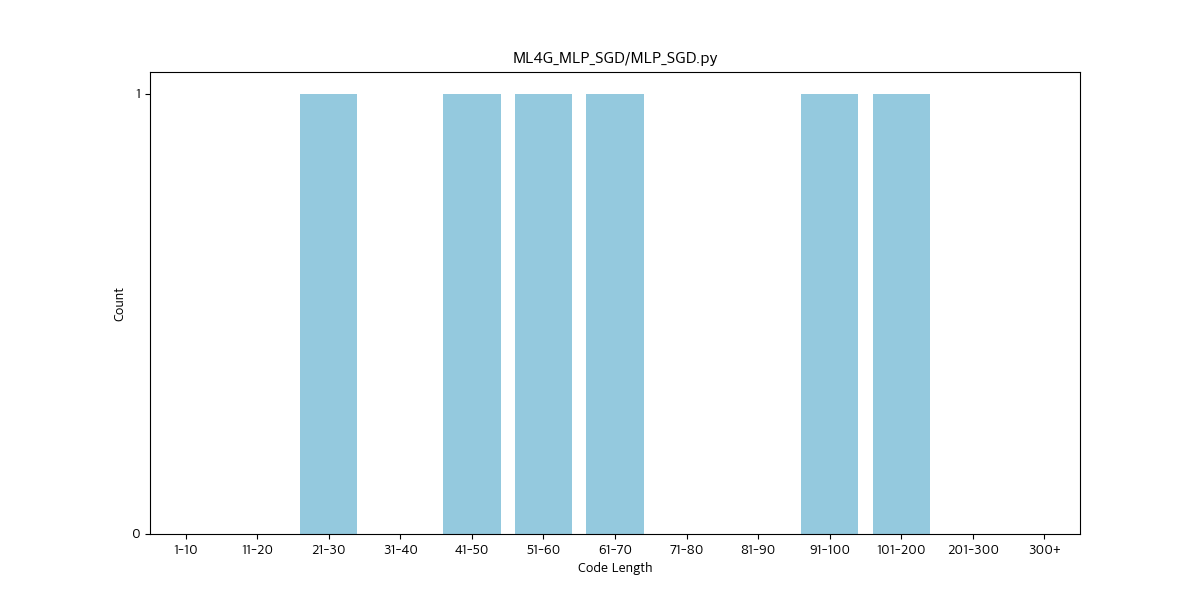 ML4G_MLP_SGD/MLP_SGD.py
1
Count
0
1-10 11-20 21-30 31-40 41-50 51-60 61-70 71-80 81-90 91-100 101-200 201-300 300+
Code Length